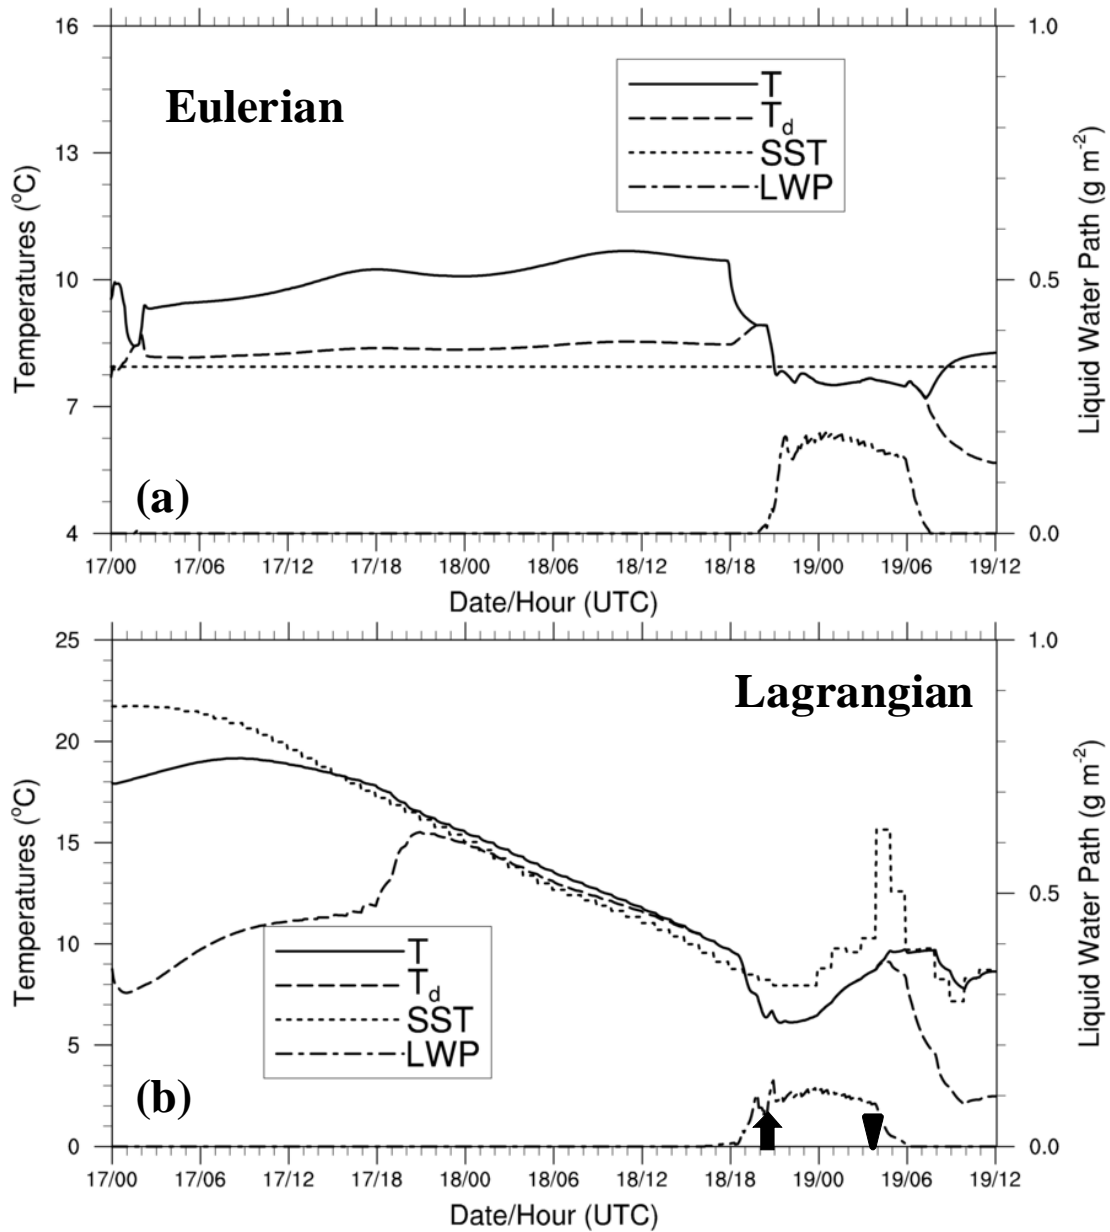 16
13
10
7
4
Temperatures (°C)
1.0
0.5
0.0
Liquid Water Path (g m⁻²)
Eulerian
T
T_d
SST
LWP
(a)
17/00 17/06 17/12 17/18 18/00 18/06 18/12 18/18 19/00 19/06 19/12
Date/Hour (UTC)
25
20
15
10
5
0
Temperatures (°C)
1.0
0.5
0.0
Liquid Water Path (g m⁻²)
Lagrangian
T
T_d
SST
LWP
(b)
17/00 17/06 17/12 17/18 18/00 18/06 18/12 18/18 19/00 19/06 19/12
Date/Hour (UTC)